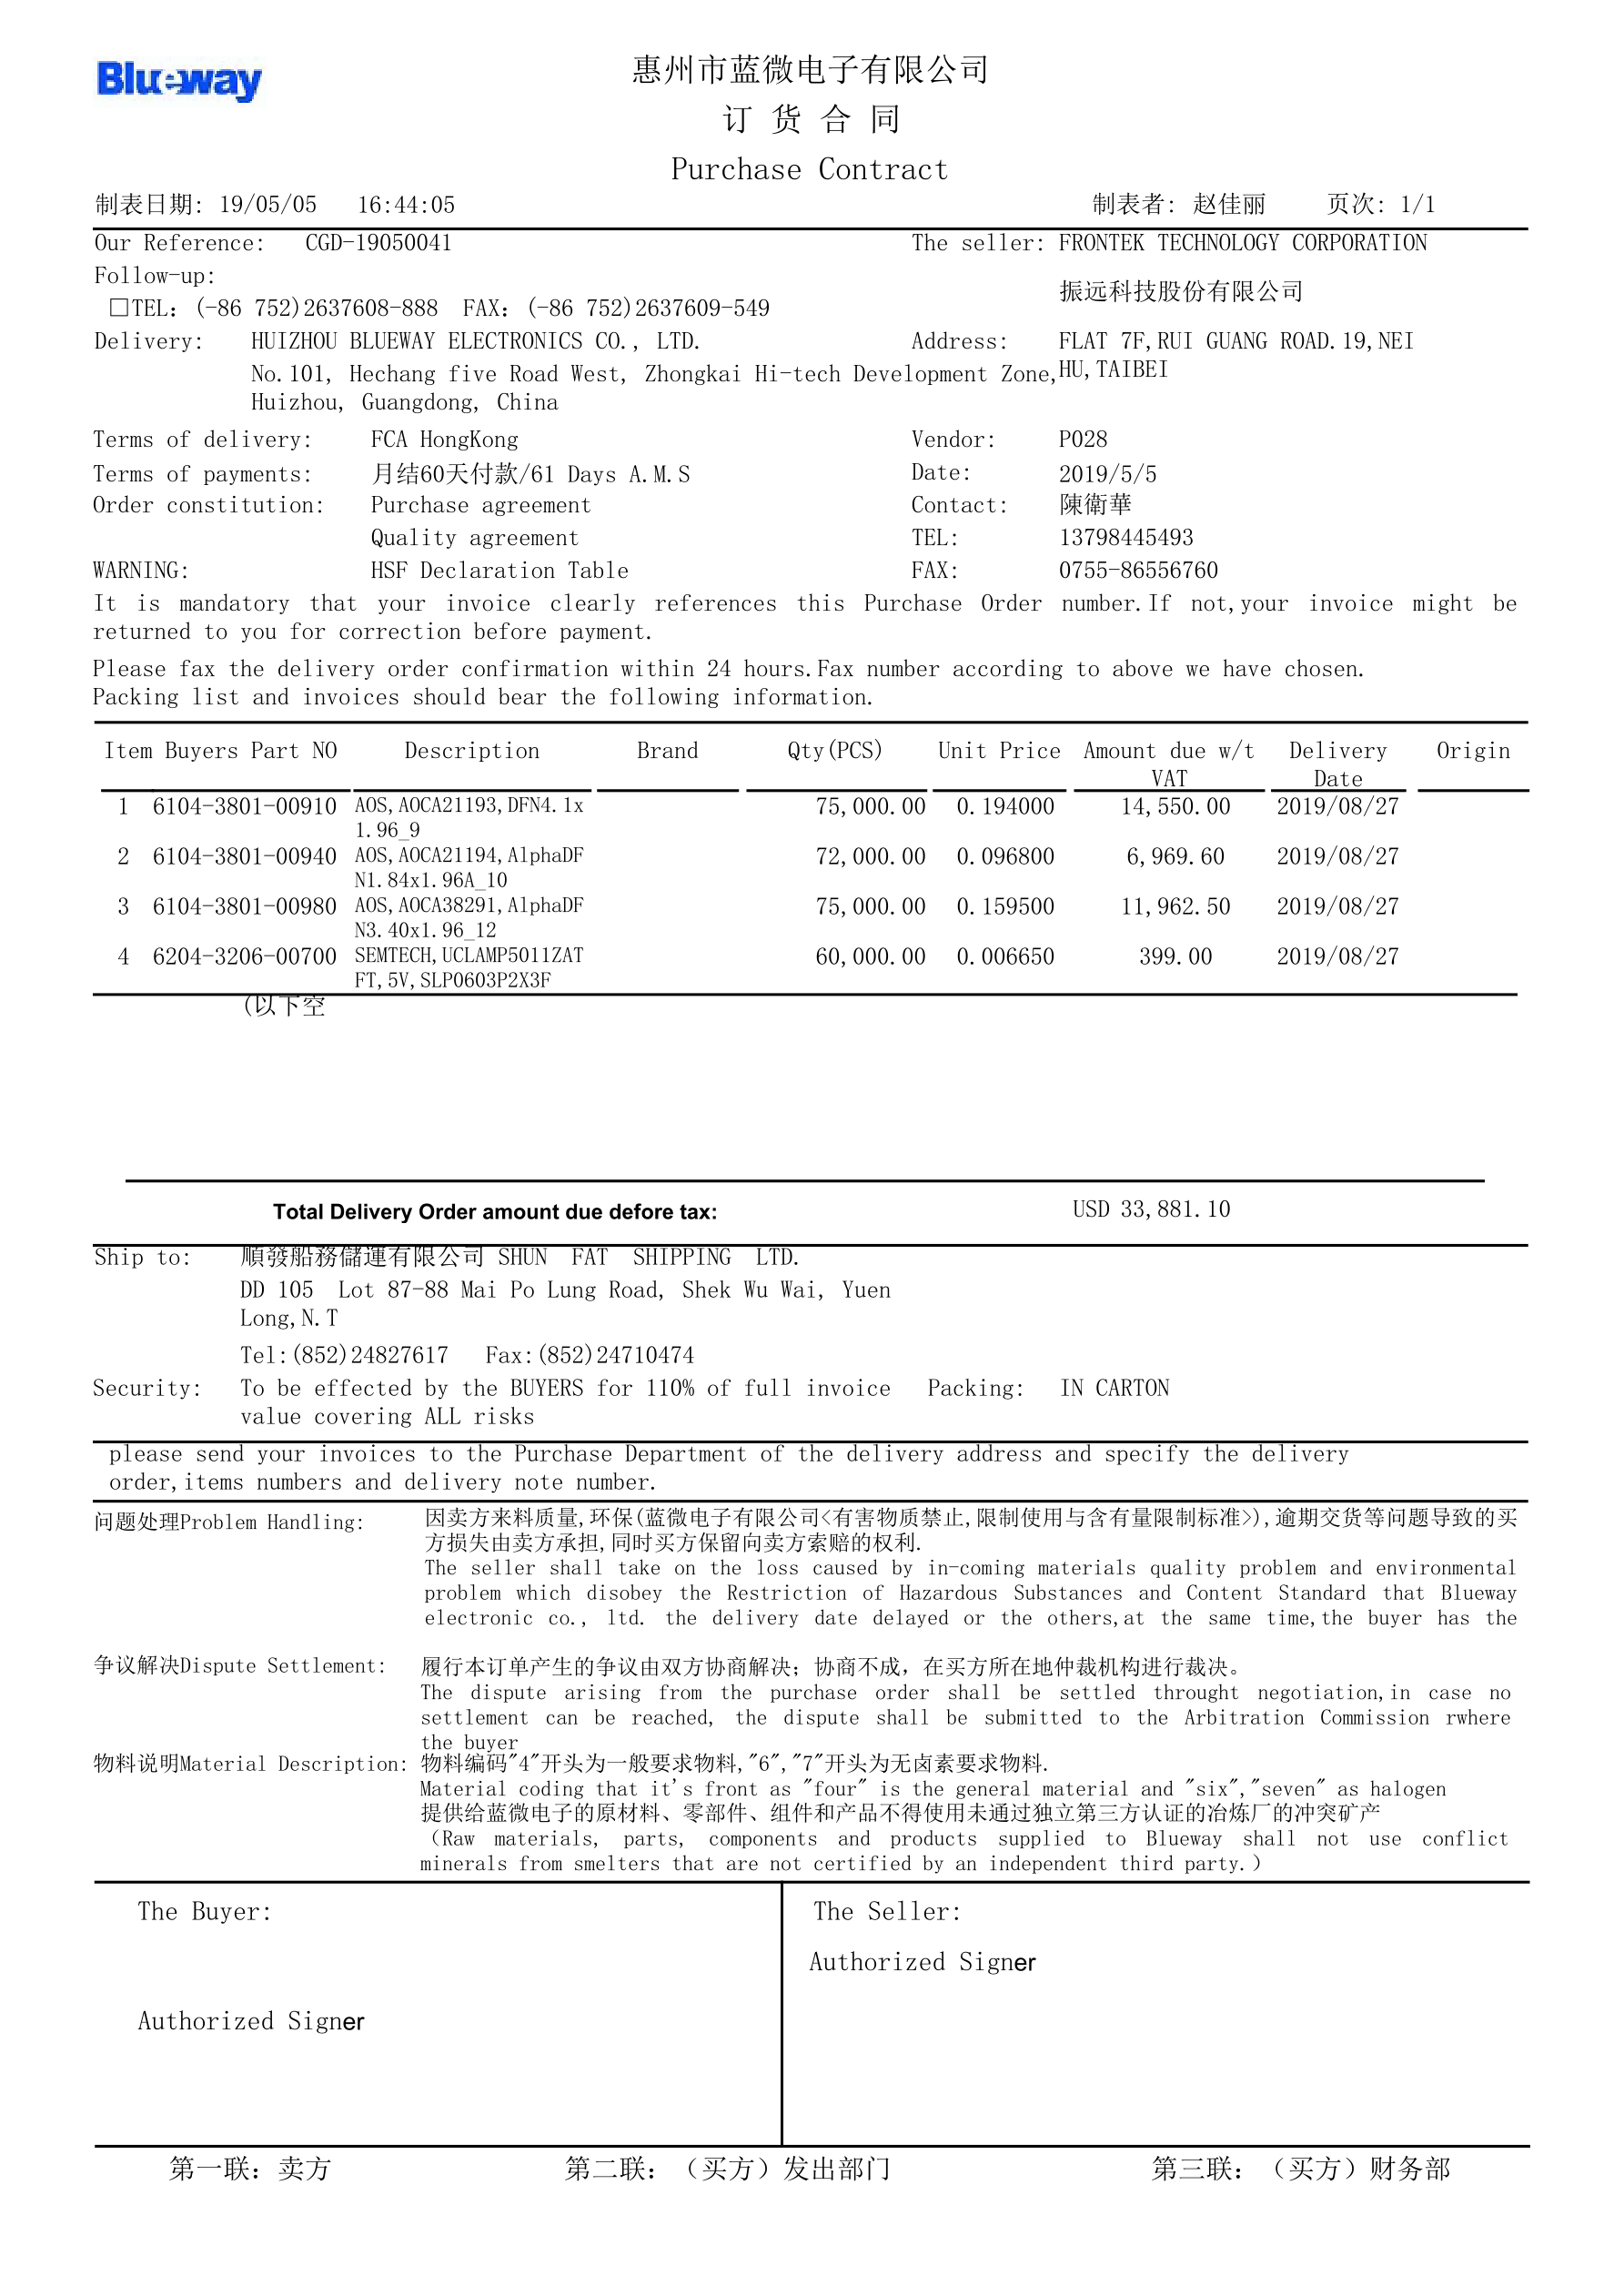 Blueway
惠州市蓝微电子有限公司
订 货 合 同
Purchase Contract
制表日期: 19/05/05 16:44:05 制表者: 赵佳丽 页次: 1/1
Our Reference: CGD-19050041 The seller: FRONTEK TECHNOLOGY CORPORATION
Follow-up:
振远科技股份有限公司
□TEL: (-86 752)2637608-888 FAX: (-86 752)2637609-549
Delivery: HUIZHOU BLUEWAY ELECTRONICS CO., LTD. Address: FLAT 7F,RUI GUANG ROAD.19,NEI
No.101, Hechang five Road West, Zhongkai Hi-tech Development Zone, HU,TAIBEI
Huizhou, Guangdong, China
Terms of delivery: FCA HongKong Vendor: P028
Terms of payments: 月结60天付款/61 Days A.M.S Date: 2019/5/5
Order constitution: Purchase agreement Contact: 陳衛華
Quality agreement TEL: 13798445493
WARNING: HSF Declaration Table FAX: 0755-86556760
It is mandatory that your invoice clearly references this Purchase Order number.If not,your invoice might be
returned to you for correction before payment.
Please fax the delivery order confirmation within 24 hours.Fax number according to above we have chosen.
Packing list and invoices should bear the following information.
Item Buyers Part NO Description Brand Qty(PCS) Unit Price Amount due w/t Delivery Origin
VAT Date
1 6104-3801-00910 AOS,AOCA21193,DFN4.1x 75,000.00 0.194000 14,550.00 2019/08/27
1.96_9
2 6104-3801-00940 AOS,AOCA21194,AlphaDF 72,000.00 0.096800 6,969.60 2019/08/27
N1.84x1.96A_10
3 6104-3801-00980 AOS,AOCA38291,AlphaDF 75,000.00 0.159500 11,962.50 2019/08/27
N3.40x1.96_12
4 6204-3206-00700 SEMTECH,UCLAMP5011ZAT 60,000.00 0.006650 399.00 2019/08/27
FT,5V,SLP0603P2X3F
(以下空
Total Delivery Order amount due defore tax: USD 33,881.10
Ship to: 順發船務儲運有限公司 SHUN FAT SHIPPING LTD.
DD 105 Lot 87-88 Mai Po Lung Road, Shek Wu Wai, Yuen
Long,N.T
Tel:(852)24827617 Fax:(852)24710474
Security: To be effected by the BUYERS for 110% of full invoice Packing: IN CARTON
value covering ALL risks
please send your invoices to the Purchase Department of the delivery address and specify the delivery
order,items numbers and delivery note number.
问题处理Problem Handling: 因卖方来料质量,环保(蓝微电子有限公司<有害物质禁止,限制使用与含有量限制标准>),逾期交货等问题导致的买
方损失由卖方承担,同时买方保留向卖方索赔的权利.
The seller shall take on the loss caused by in-coming materials quality problem and environmental
problem which disobey the Restriction of Hazardous Substances and Content Standard that Blueway
electronic co., ltd. the delivery date delayed or the others,at the same time,the buyer has the
争议解决Dispute Settlement: 履行本订单产生的争议由双方协商解决; 协商不成, 在买方所在地仲裁机构进行裁决。
The dispute arising from the purchase order shall be settled throught negotiation,in case no
settlement can be reached, the dispute shall be submitted to the Arbitration Commission rwhere
the buyer
物料说明Material Description: 物料编码"4"开头为一般要求物料,"6","7"开头为无卤素要求物料.
Material coding that it's front as "four" is the general material and "six","seven" as halogen
提供给蓝微电子的原材料、零部件、组件和产品不得使用未通过独立第三方认证的冶炼厂的冲突矿产
（Raw materials, parts, components and products supplied to Blueway shall not use conflict
minerals from smelters that are not certified by an independent third party.）
The Buyer: The Seller:
Authorized Signer
Authorized Signer
第一联: 卖方 第二联: （买方）发出部门 第三联: （买方）财务部